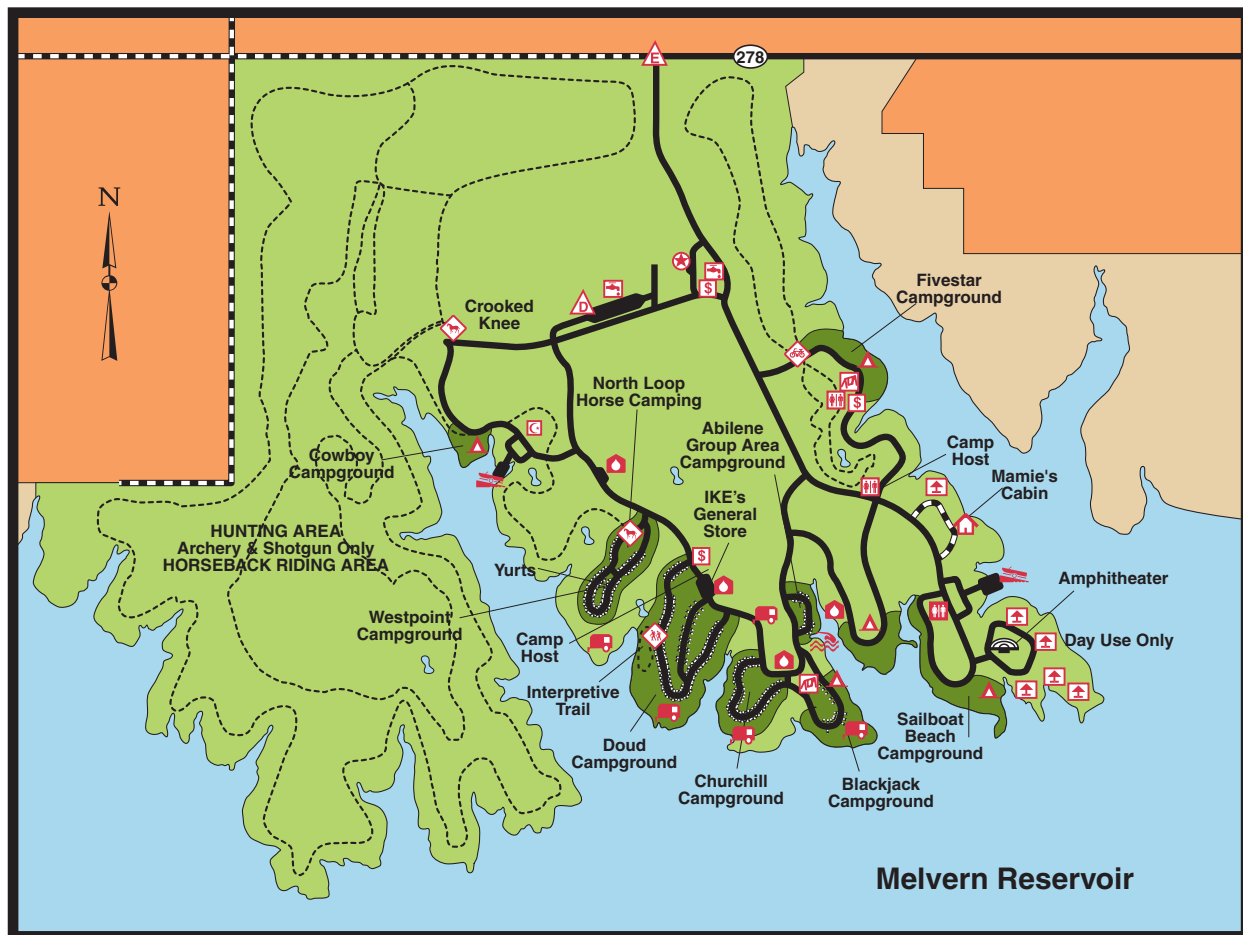 278
E
N
Fivestar
Campground
$
D
Crooked
Knee
North Loop
Horse Camping
$
Abilene
Group Area
Campground
Camp
Host
Cowboy
Campground
Mamie's
Cabin
IKE's
General
Store
HUNTING AREA
Archery & Shotgun Only
HORSEBACK RIDING AREA
$
Yurts
Amphitheater
Westpoint
Campground
Camp
Host
Day Use Only
Interpretive
Trail
Sailboat
Beach
Campground
Doud
Campground
Churchill
Campground
Blackjack
Campground
Melvern Reservoir